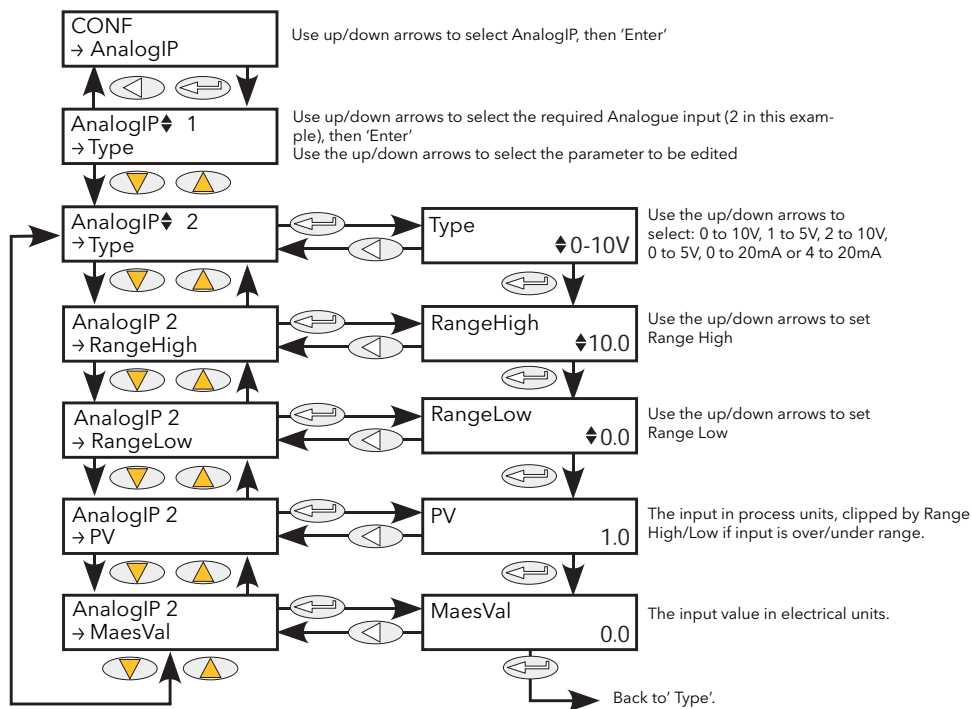 CONF
→ AnalogIP
Use up/down arrows to select AnalogIP, then ‘Enter’
AnalogIP 1
→ Type
Use up/down arrows to select the required Analogue input (2 in this exam-
ple), then ‘Enter’
Use the up/down arrows to select the parameter to be edited
AnalogIP 2
→ Type
Type
0-10V
Use the up/down arrows to
select: 0 to 10V, 1 to 5V, 2 to 10V,
0 to 5V, 0 to 20mA or 4 to 20mA
AnalogIP 2
→ RangeHigh
RangeHigh
10.0
Use the up/down arrows to set
Range High
AnalogIP 2
→ RangeLow
RangeLow
0.0
Use the up/down arrows to set
Range Low
AnalogIP 2
→ PV
PV
1.0
The input in process units, clipped by Range
High/Low if input is over/under range.
AnalogIP 2
→ MaesVal
MaesVal
0.0
The input value in electrical units.
Back to’ Type’.